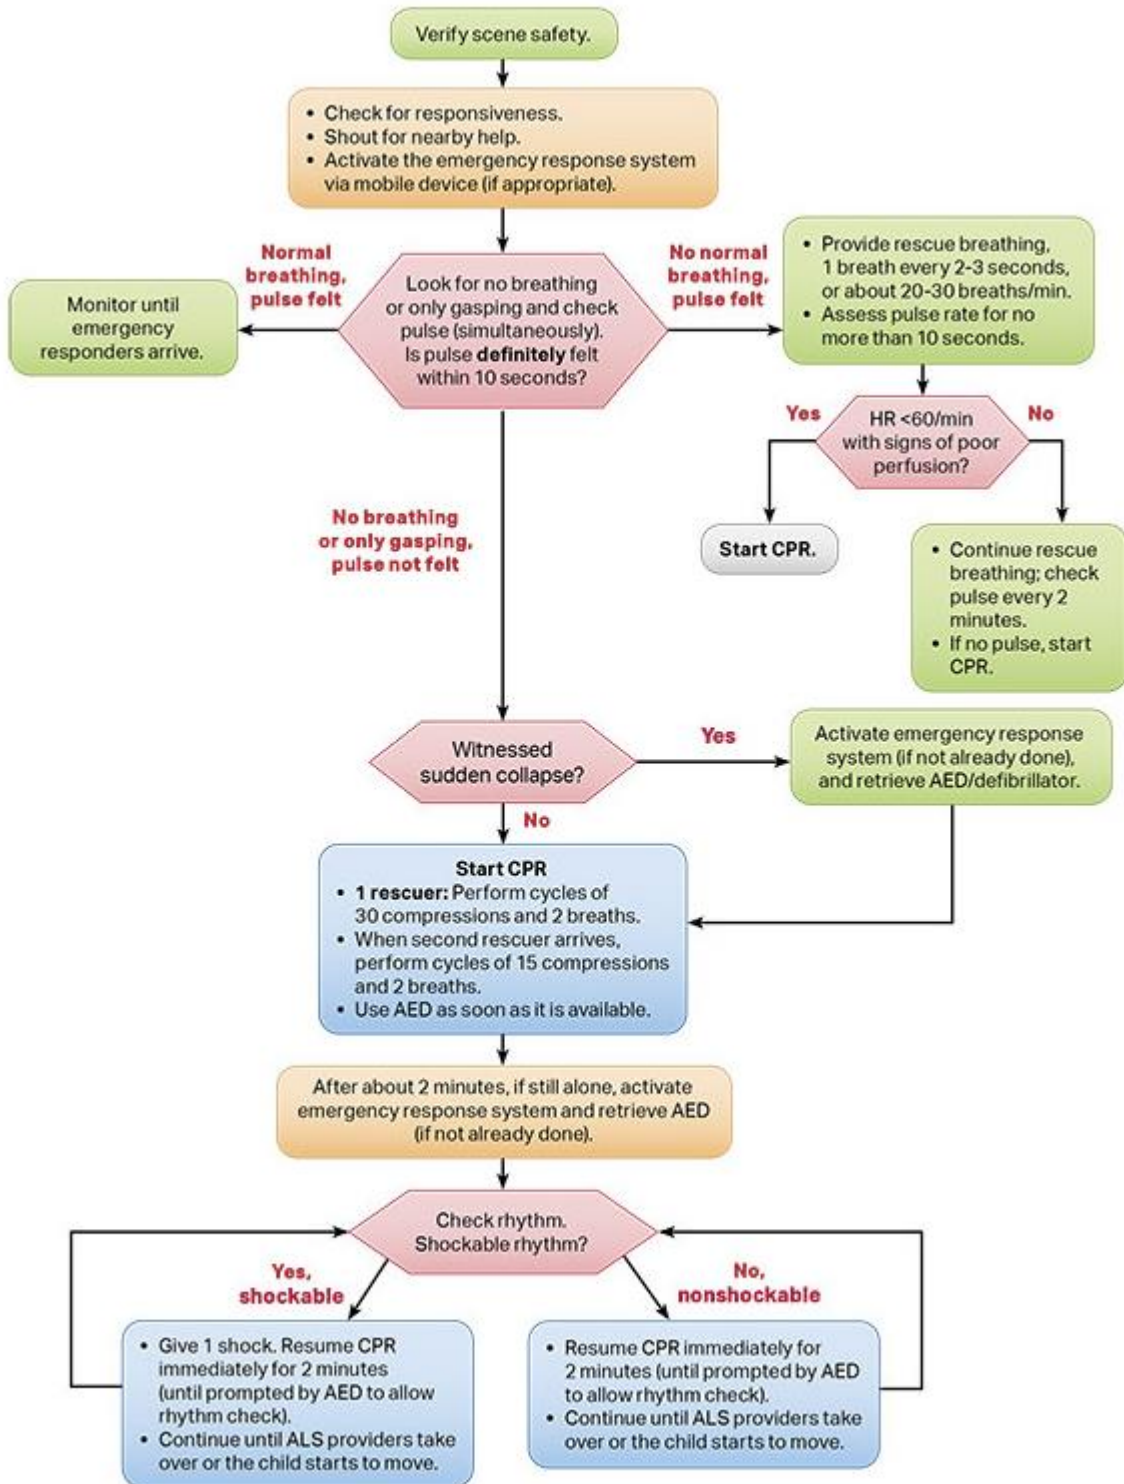 Verify scene safety.
• Check for responsiveness.
• Shout for nearby help.
• Activate the emergency response system
via mobile device (if appropriate).
Normal
breathing,
pulse felt
No normal
breathing,
pulse felt
Monitor until
emergency
responders arrive.
Look for no breathing
or only gasping and check
pulse (simultaneously).
Is pulse definitely felt
within 10 seconds?
• Provide rescue breathing,
1 breath every 2-3 seconds,
or about 20-30 breaths/min.
• Assess pulse rate for no
more than 10 seconds.
Yes
HR <60/min
with signs of poor
perfusion?
No
Start CPR.
• Continue rescue
breathing; check
pulse every 2
minutes.
• If no pulse, start
CPR.
No breathing
or only gasping,
pulse not felt
Witnessed
sudden collapse?
Yes
Activate emergency response
system (if not already done),
and retrieve AED/defibrillator.
No
Start CPR
• 1 rescuer: Perform cycles of
30 compressions and 2 breaths.
• When second rescuer arrives,
perform cycles of 15 compressions
and 2 breaths.
• Use AED as soon as it is available.
After about 2 minutes, if still alone, activate
emergency response system and retrieve AED
(if not already done).
Check rhythm.
Shockable rhythm?
Yes,
shockable
No,
nonshockable
• Give 1 shock. Resume CPR
immediately for 2 minutes
(until prompted by AED to allow
rhythm check).
• Continue until ALS providers take
over or the child starts to move.
• Resume CPR immediately for
2 minutes (until prompted by AED
to allow rhythm check).
• Continue until ALS providers take
over or the child starts to move.